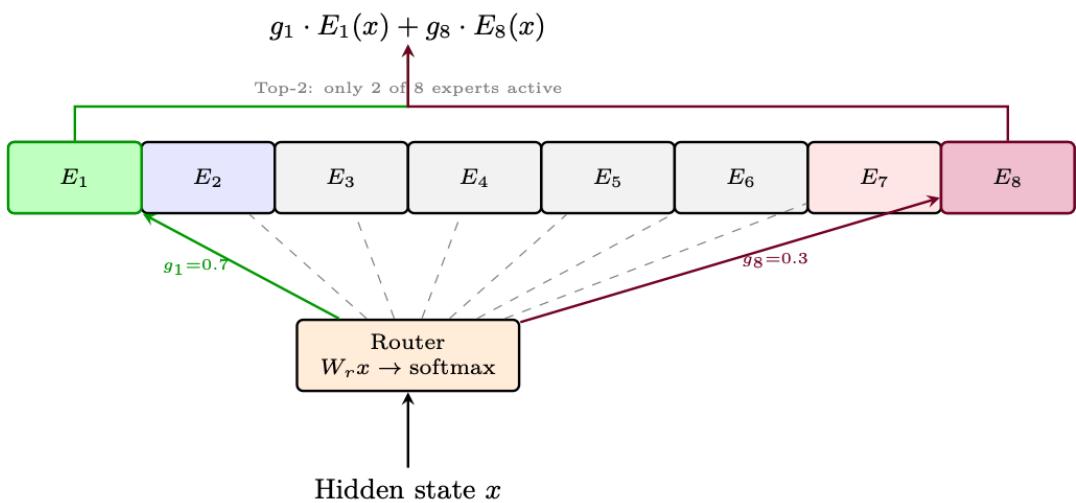 g₁ · E₁(x) + g₈ · E₈(x)
Top-2: only 2 of 8 experts active
E₁ E₂ E₃ E₄ E₅ E₆ E₇ E₈
g₁=0.7 g₈=0.3
Router
Wᵣx → softmax
Hidden state x